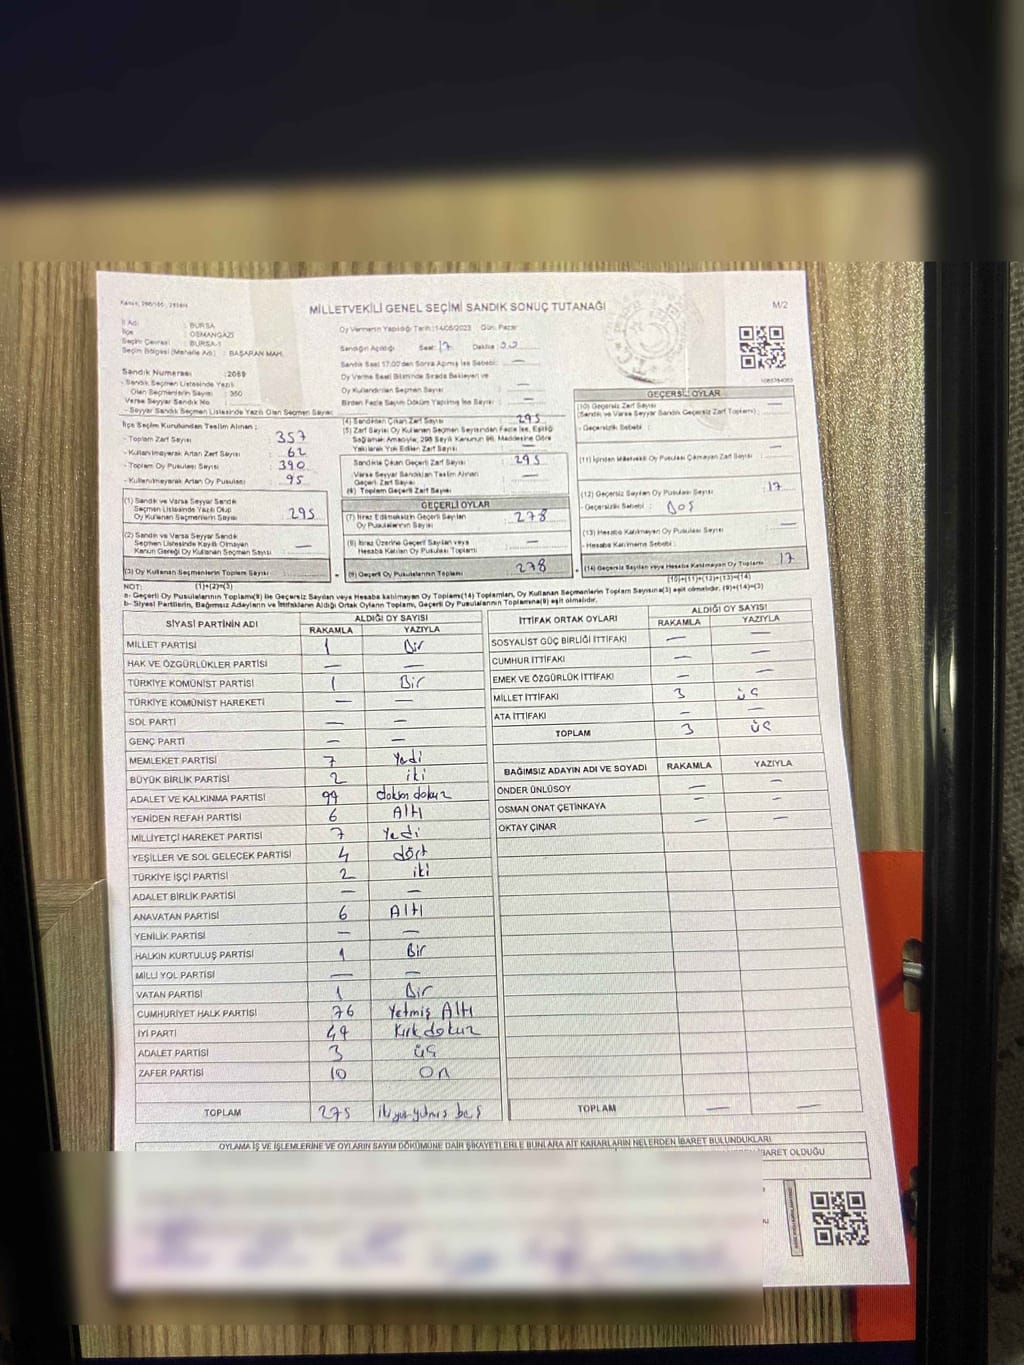 MİLLETVEKİLİ GENEL SEÇİMİ SANDIK SONUÇ TUTANAĞI
M/2
İl Adı : BURSA
İlçe : OSMANGAZİ
Seçim Çevresi : BURSA-1
Seçim Bölgesi (Mahalle Adı) : BAŞARAN MAH.
Sandık Numarası : 2089
- Sandık Seçmen Listesinde Yazılı
Olan Seçmenlerin Sayısı : 350
Varsa Seyyar Sandık No :
- Seyyar Sandık Seçmen Listesinde Yazılı Olan Seçmen Sayısı :
İlçe Seçim Kurulundan Teslim Alınan ;
- Toplam Zarf Sayısı : 357
- Kullanılmayarak Artan Zarf Sayısı : 62
- Toplam Oy Pusulası Sayısı : 390
- Kullanılmayarak Artan Oy Pusulası : 95
(1) Sandık ve Varsa Seyyar Sandık
Seçmen Listesinde Yazılı Olup
Oy Kullanan Seçmenlerin Sayısı : 295
(2) Sandık ve Varsa Seyyar Sandık
Seçmen Listesinde Kayıtlı Olmayan
Kanun Gereği Oy Kullanan Seçmen Sayısı : —
(3) Oy Kullanan Seçmenlerin Toplam Sayısı :
(1)+(2)=(3)
Oy Vermenin Yapıldığı Tarih : 14/05/2023 Gün: Pazar
Sandığın Açıldığı Saat : 17 Dakika : 00
Sandık Saat 17.00'den Sonra Açılmış İse Sebebi : —
Oy Verme Saati Bitiminde Sırada Bekleyen ve
Oy Kullandırılan Seçmen Sayısı : —
Birden Fazla Sayım Döküm Yapılmış İse Sayısı : —
(4) Sandıktan Çıkan Zarf Sayısı : 295
(5) Zarf Sayısı Oy Kullanan Seçmen Sayısından Fazla İse, Eşitliği
Sağlamak Amacıyla; 298 Sayılı Kanunun 98. Maddesine Göre
Yakılarak Yok Edilen Zarf Sayısı : —
Sandıkta Çıkan Geçerli Zarf Sayısı : 295
Varsa Seyyar Sandıktan Teslim Alınan
Geçerli Zarf Sayısı : —
(6) Toplam Geçerli Zarf Sayısı
GEÇERLİ OYLAR
(7) İtiraz Edilmeksizin Geçerli Sayılan
Oy Pusulalarının Sayısı : 278
(8) İtiraz Üzerine Geçerli Sayılan veya
Hesaba Katılan Oy Pusulası Toplamı : —
(9) Geçerli Oy Pusulalarının Toplamı : 278
GEÇERSİZ OYLAR
(10) Geçersiz Zarf Sayısı
(Sandık ve Varsa Seyyar Sandık Geçersiz Zarf Toplamı) : —
- Geçersizlik Sebebi :
(11) İçinden Milletvekili Oy Pusulası Çıkmayan Zarf Sayısı : —
(12) Geçersiz Sayılan Oy Pusulası Sayısı : 17
- Geçersizlik Sebebi : BOŞ
(13) Hesaba Katılmayan Oy Pusulası Sayısı : —
- Hesaba Katılmama Sebebi :
(14) Geçersiz Sayılan veya Hesaba Katılmayan Oy Toplamı : 17
(10)+(11)+(12)+(13)=(14)
NOT:
a- Geçerli Oy Pusulalarının Toplamı(9) ile Geçersiz Sayılan veya Hesaba Katılmayan Oy Toplamı(14) Toplamları, Oy Kullanan Seçmenlerin Toplam Sayısına(3) eşit olmalıdır. (9)+(14)=(3)
b- Siyasi Partilerin, Bağımsız Adayların ve İttifakların Aldığı Ortak Oyların Toplamı, Geçerli Oy Pusulalarının Toplamına(9) eşit olmalıdır.
SİYASİ PARTİNİN ADI ALDIĞI OY SAYISI
RAKAMLA YAZIYLA
MİLLET PARTİSİ 1 Bir
HAK VE ÖZGÜRLÜKLER PARTİSİ — —
TÜRKİYE KOMÜNİST PARTİSİ 1 Bir
TÜRKİYE KOMÜNİST HAREKETİ — —
SOL PARTİ — —
GENÇ PARTİ — —
MEMLEKET PARTİSİ 7 Yedi
BÜYÜK BİRLİK PARTİSİ 2 iki
ADALET VE KALKINMA PARTİSİ 99 doksan dokuz
YENİDEN REFAH PARTİSİ 6 Altı
MİLLİYETÇİ HAREKET PARTİSİ 7 Yedi
YEŞİLLER VE SOL GELECEK PARTİSİ 4 dört
TÜRKİYE İŞÇİ PARTİSİ 2 iki
ADALET BİRLİK PARTİSİ — —
ANAVATAN PARTİSİ 6 Altı
YENİLİK PARTİSİ — —
HALKIN KURTULUŞ PARTİSİ 1 Bir
MİLLİ YOL PARTİSİ — —
VATAN PARTİSİ 1 Bir
CUMHURİYET HALK PARTİSİ 76 Yetmiş Altı
İYİ PARTİ 49 Kırk dokuz
ADALET PARTİSİ 3 üç
ZAFER PARTİSİ 10 On
TOPLAM 275 ikiyüz yetmiş beş
İTTİFAK ORTAK OYLARI ALDIĞI OY SAYISI
RAKAMLA YAZIYLA
SOSYALİST GÜÇ BİRLİĞİ İTTİFAKI — —
CUMHUR İTTİFAKI — —
EMEK VE ÖZGÜRLÜK İTTİFAKI — —
MİLLET İTTİFAKI 3 üç
ATA İTTİFAKI — —
TOPLAM 3 üç
BAĞIMSIZ ADAYIN ADI VE SOYADI RAKAMLA YAZIYLA
ÖNDER ÜNLÜSOY — —
OSMAN ONAT ÇETİNKAYA — —
OKTAY ÇINAR — —
TOPLAM — —
OYLAMA İŞ VE İŞLEMLERİNE VE OYLARIN SAYIM DÖKÜMÜNE DAİR ŞİKAYETLERLE BUNLARA AİT KARARLARIN NELERDEN İBARET BULUNDUKLARI
İBARET OLDUĞU